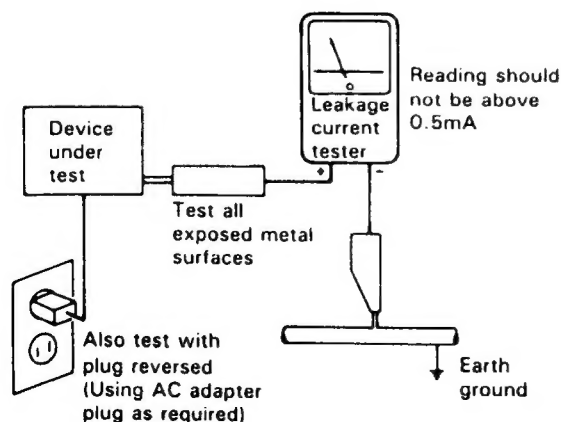 Device
under
test
Leakage
current
tester
+
-
Reading should
not be above
0.5mA
Test all
exposed metal
surfaces
Also test with
plug reversed
(Using AC adapter
plug as required)
Earth
ground